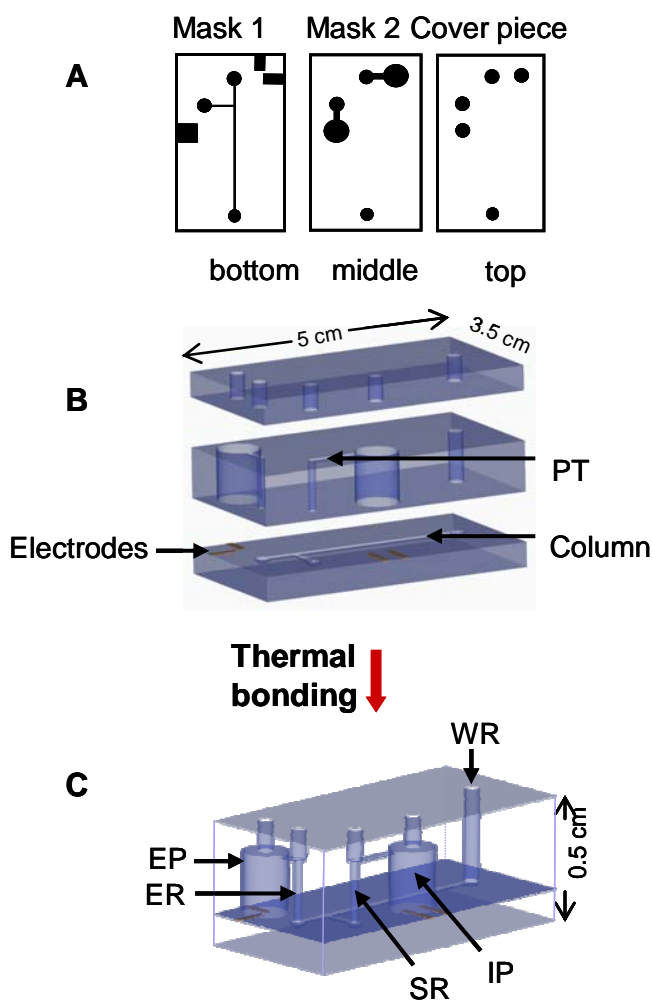 Mask 1 Mask 2 Cover piece
A
bottom middle top
5 cm
3.5 cm
B
PT
Electrodes
Column
Thermal
bonding
WR
C
0.5 cm
EP
ER
IP
SR